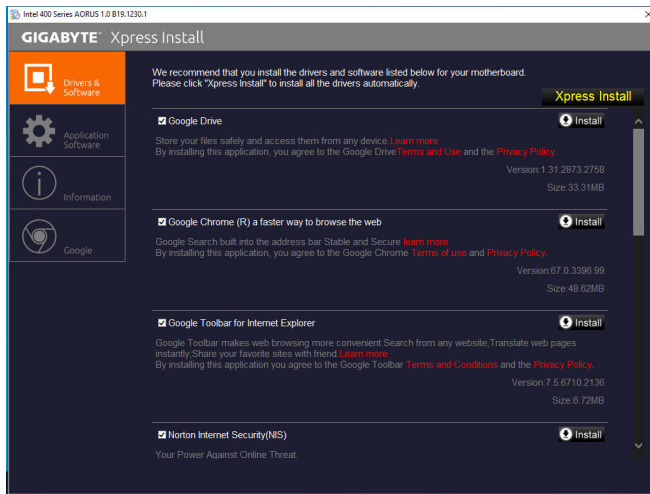 Intel 400 Series AORUS 1.0 B19.1230.1
GIGABYTE™ Xpress Install
Drivers &
Software
Application
Software
Information
Google
We recommend that you install the drivers and software listed below for your motherboard.
Please click "Xpress Install" to install all the drivers automatically.
Xpress Install
Google Drive
Install
Store your files safely and access them from any device.Learn more
By installing this application, you agree to the Google DriveTerms and Use and the Privacy Policy.
Version:1.31.2873.2758
Size:33.31MB
Google Chrome (R) a faster way to browse the web
Install
Google Search built into the address bar Stable and Secure learn more
By installing this application, you agree to the Google Chrome Terms of use and Privacy Policy.
Version:67.0.3396.99
Size:48.62MB
Google Toolbar for Internet Explorer
Install
Google Toolbar makes web browsing more convenient.Search from any website;Translate web pages
instantly;Share your favorite sites with friend.Learn more
By installing this application you agree to the Google Toolbar Terms and Conditions and the Privacy Policy.
Version:7.5.6710.2136
Size:6.72MB
Norton Internet Security(NIS)
Install
Your Power Against Online Threat.